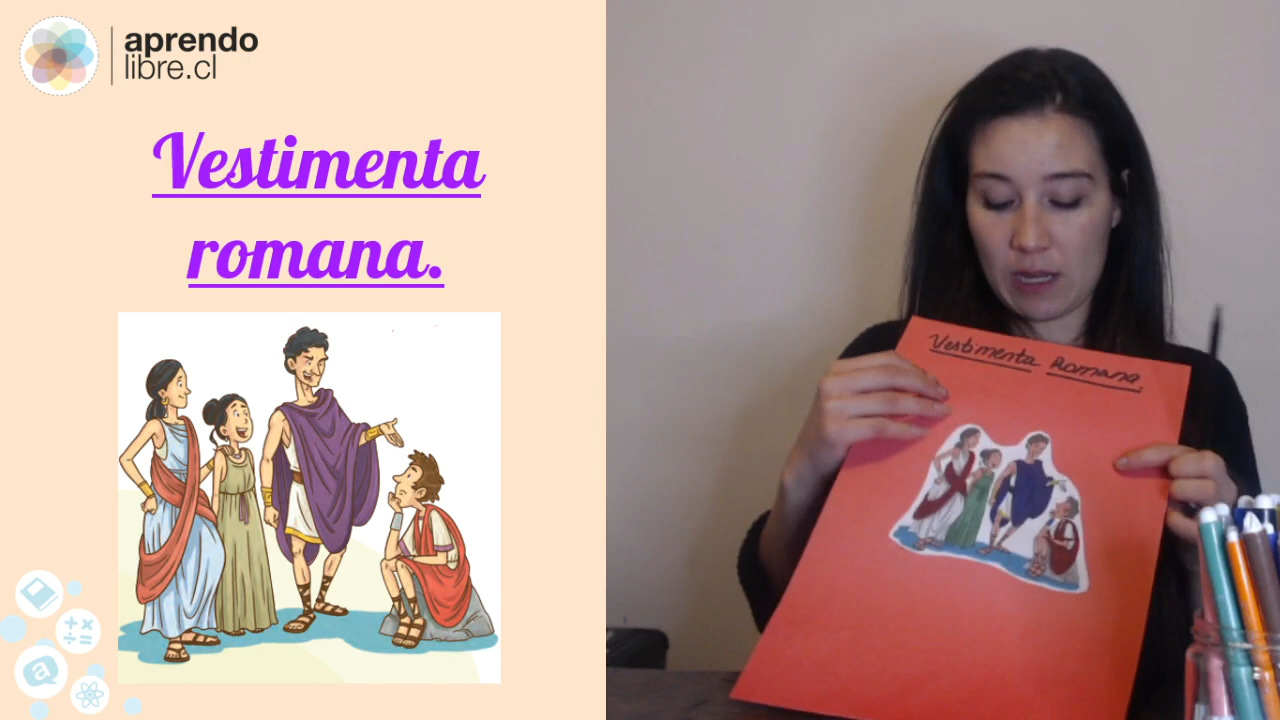 aprendo
libre.cl
Vestimenta
romana.
Vestimenta Romana.